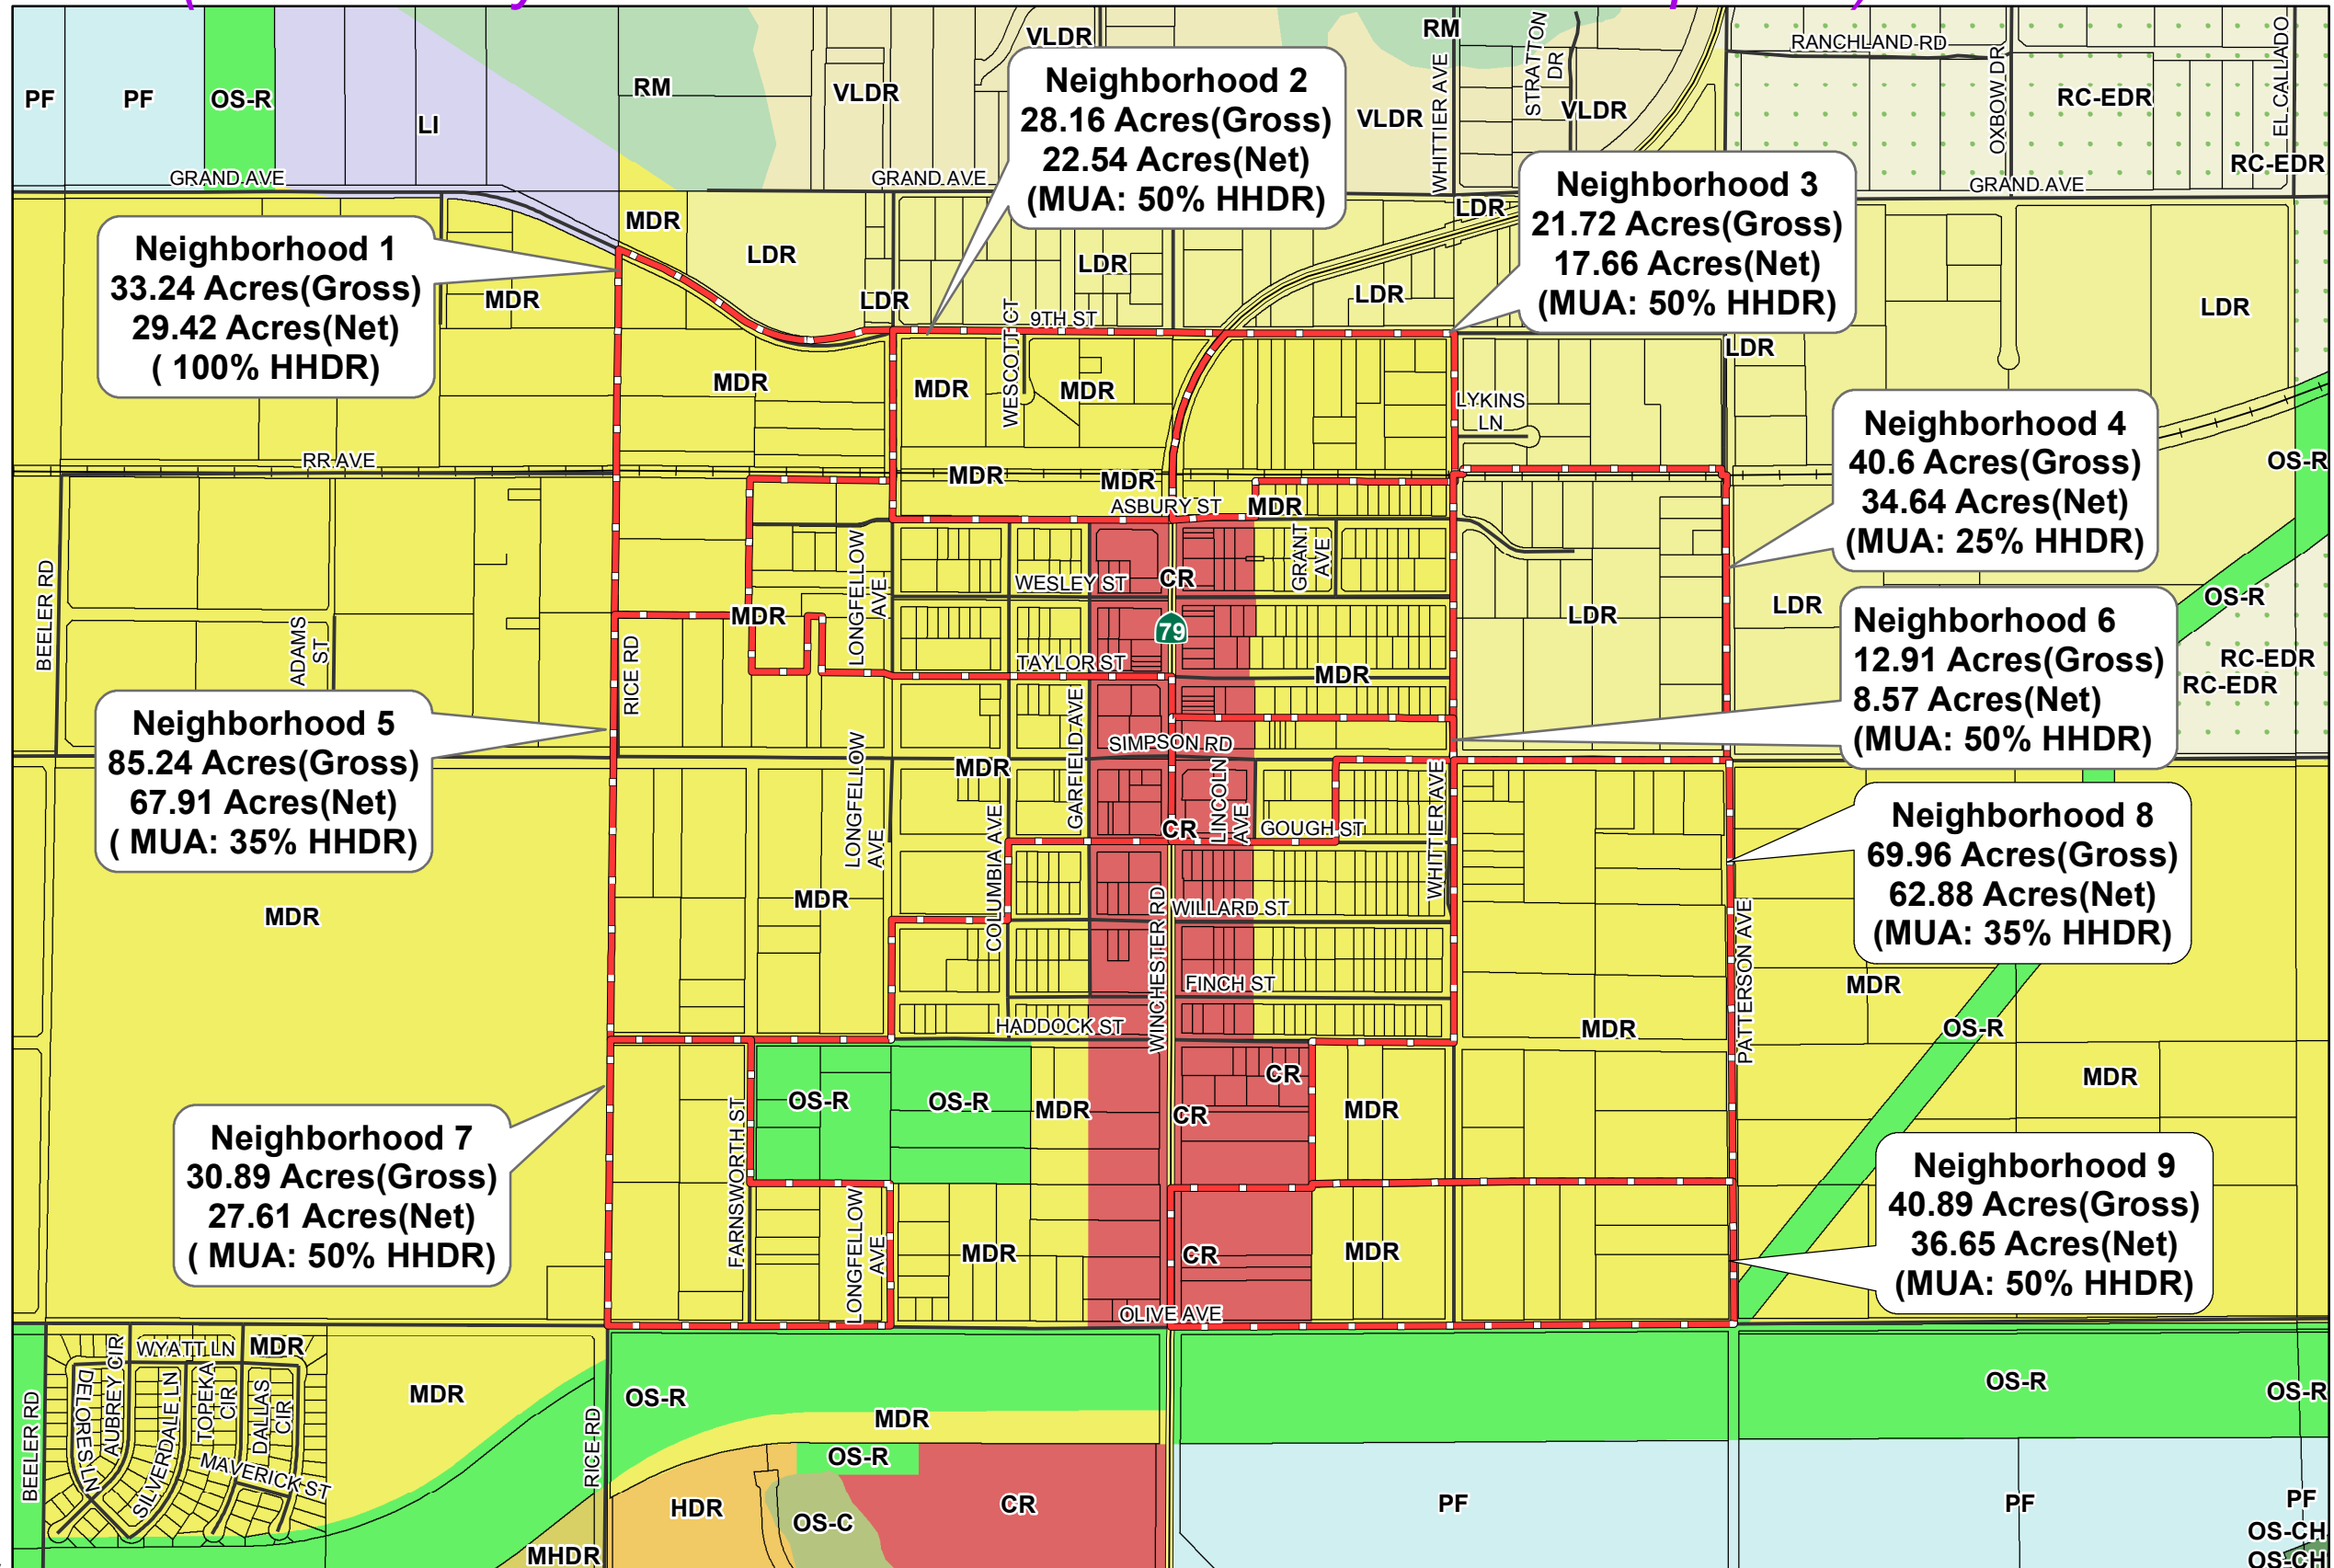 PF
PF
OS-R
LI
RM
VLDR
VLDR
RM
VLDR
VLDR
WHITTIER AVE
STRATTON
DR
RANCHLAND RD
OXBOW DR
RC-EDR
EL CALLADO
RC-EDR
GRAND AVE
GRAND AVE
GRAND AVE
Neighborhood 2
28.16 Acres(Gross)
22.54 Acres(Net)
(MUA: 50% HHDR)
Neighborhood 3
21.72 Acres(Gross)
17.66 Acres(Net)
(MUA: 50% HHDR)
Neighborhood 1
33.24 Acres(Gross)
29.42 Acres(Net)
( 100% HHDR)
MDR
MDR
LDR
LDR
LDR
LDR
LDR
LDR
LDR
9TH ST
WESCOTT CT
MDR
MDR
MDR
LYKINS
LN
Neighborhood 4
40.6 Acres(Gross)
34.64 Acres(Net)
(MUA: 25% HHDR)
RR AVE
MDR
MDR
MDR
ASBURY ST
OS-R
OS-R
BEELER RD
ADAMS
ST
RICE RD
MDR
LONGFELLOW
AVE
WESLEY ST
CR
79
GRANT
AVE
TAYLOR ST
MDR
LDR
LDR
RC-EDR
RC-EDR
Neighborhood 6
12.91 Acres(Gross)
8.57 Acres(Net)
(MUA: 50% HHDR)
Neighborhood 5
85.24 Acres(Gross)
67.91 Acres(Net)
( MUA: 35% HHDR)
SIMPSON RD
MDR
GARFIELD AVE
LONGFELLOW
AVE
COLUMBIA AVE
CR
LINCOLN
AVE
GOUGH ST
WHITTIER AVE
Neighborhood 8
69.96 Acres(Gross)
62.88 Acres(Net)
(MUA: 35% HHDR)
MDR
MDR
WINCHESTER RD
WILLARD ST
FINCH ST
HADDOCK ST
MDR
PATTERSON AVE
MDR
OS-R
MDR
OS-R
OS-R
MDR
CR
CR
MDR
FARNSWORTH ST
LONGFELLOW
AVE
MDR
CR
MDR
OLIVE AVE
Neighborhood 7
30.89 Acres(Gross)
27.61 Acres(Net)
( MUA: 50% HHDR)
Neighborhood 9
40.89 Acres(Gross)
36.65 Acres(Net)
(MUA: 50% HHDR)
BEELER RD
DELORES LN
AUBREY CIR
WYATT LN
SILVERDALE LN
TOPEKA
CIR
DALLAS
CIR
MAVERICK ST
MDR
MDR
RICE RD
OS-R
MDR
OS-R
OS-R
OS-R
HDR
OS-C
CR
PF
PF
PF
MHDR
OS-CH
OS-CH